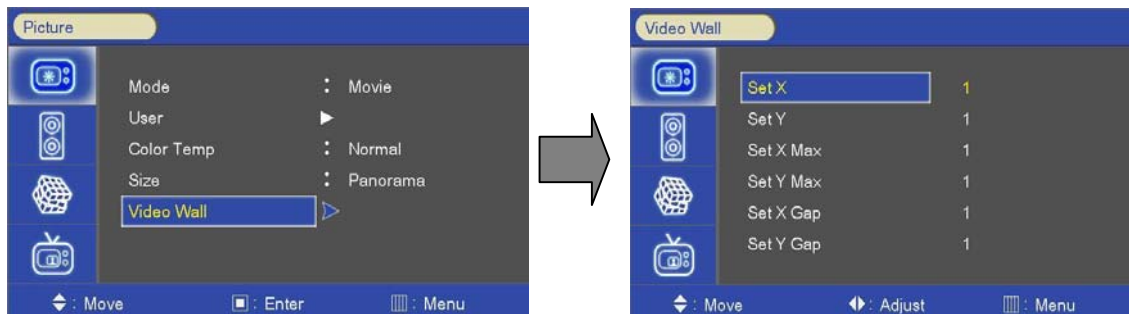 Picture
Mode : Movie
User
Color Temp : Normal
Size : Panorama
Video Wall
: Move : Enter : Menu
Video Wall
Set X 1
Set Y 1
Set X Max 1
Set Y Max 1
Set X Gap 1
Set Y Gap 1
: Move : Adjust : Menu